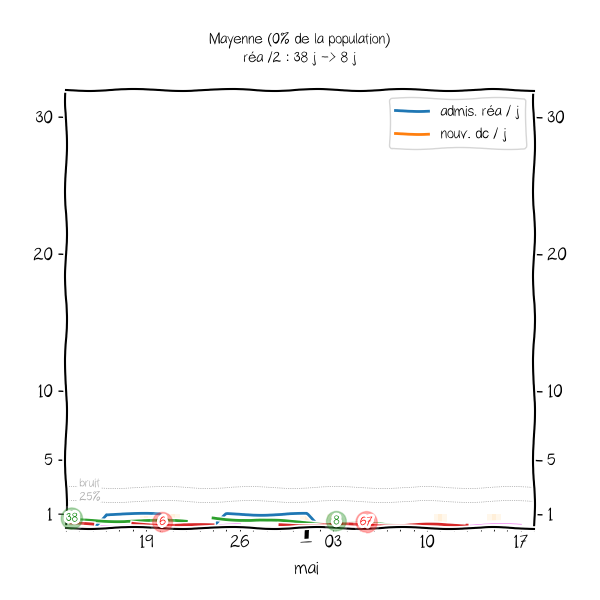 Mayenne (0% de la population)
réa /2 : 38 j -> 8 j
admis. réa / j
nouv. dc / j
30 30
20 20
10 10
5 5
bruit
25%
1 1
38 6 8 67
19 26 1 03 10 17
mai